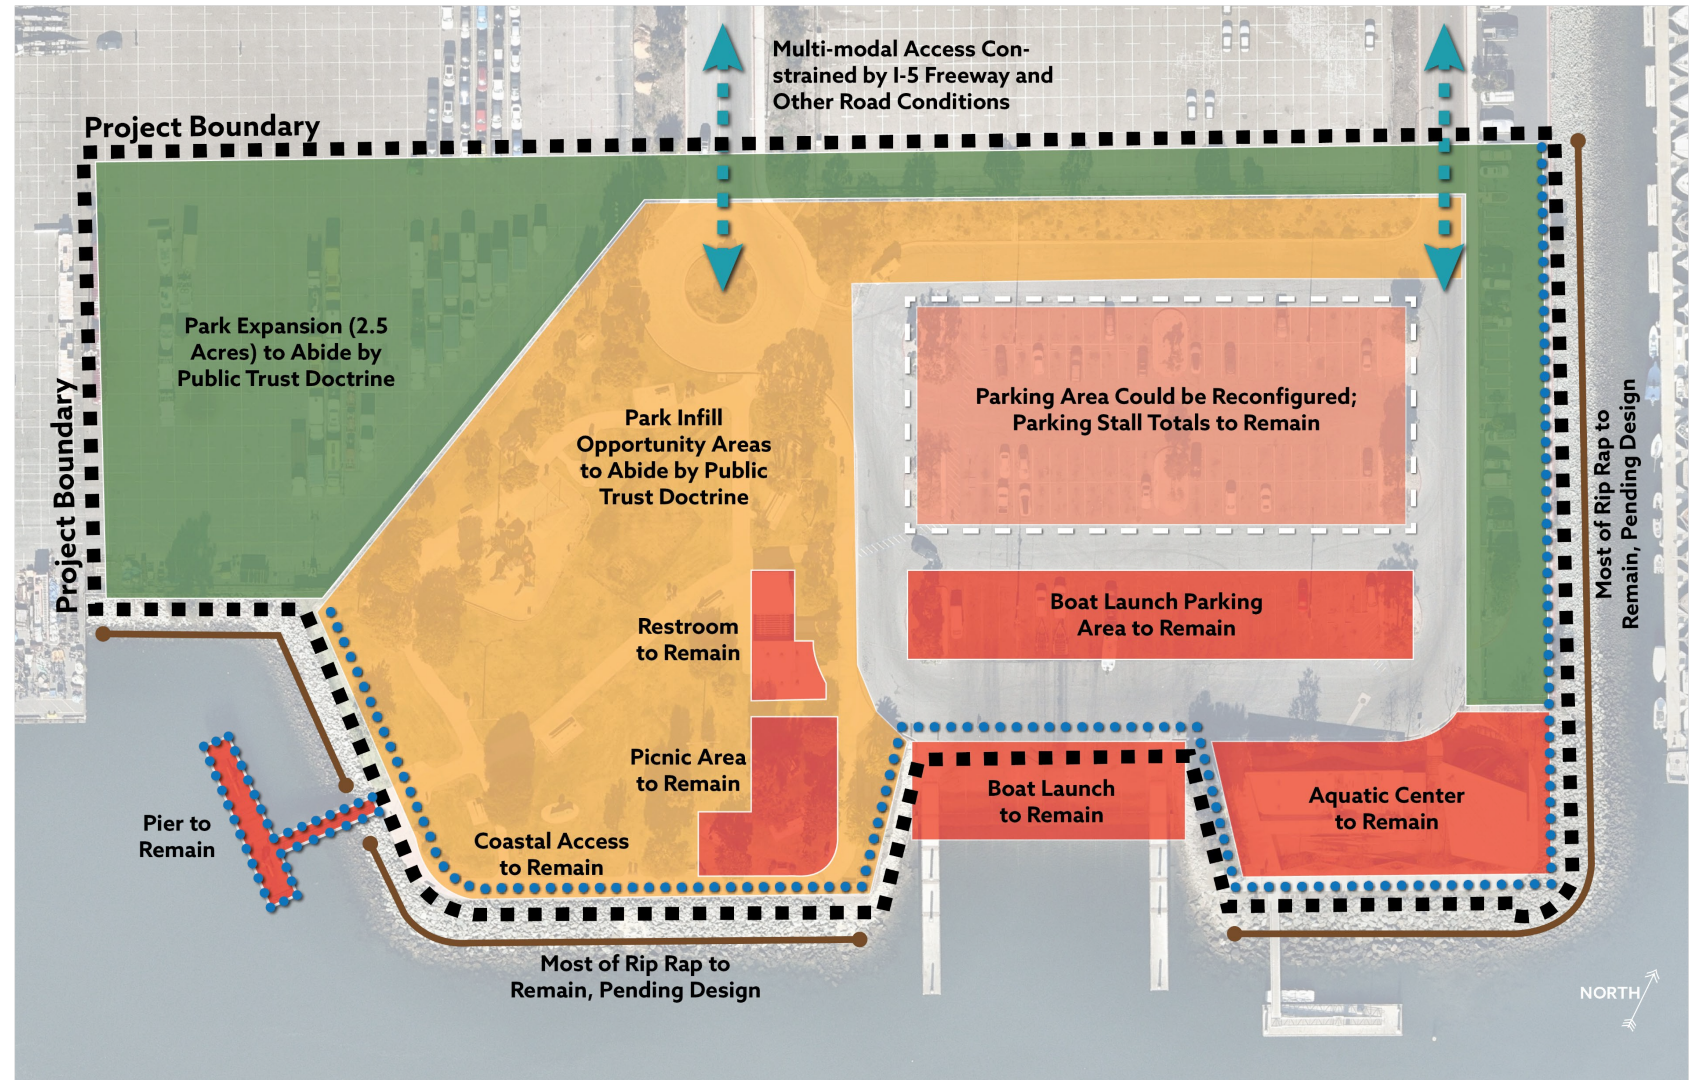 Multi-modal Access Con-
strained by I-5 Freeway and
Other Road Conditions
Project Boundary
Project Boundary
Park Expansion (2.5
Acres) to Abide by
Public Trust Doctrine
Park Infill
Opportunity Areas
to Abide by Public
Trust Doctrine
Parking Area Could be Reconfigured;
Parking Stall Totals to Remain
Most of Rip Rap to
Remain, Pending Design
Boat Launch Parking
Area to Remain
Restroom
to Remain
Picnic Area
to Remain
Boat Launch
to Remain
Aquatic Center
to Remain
Pier to
Remain
Coastal Access
to Remain
Most of Rip Rap to
Remain, Pending Design
NORTH